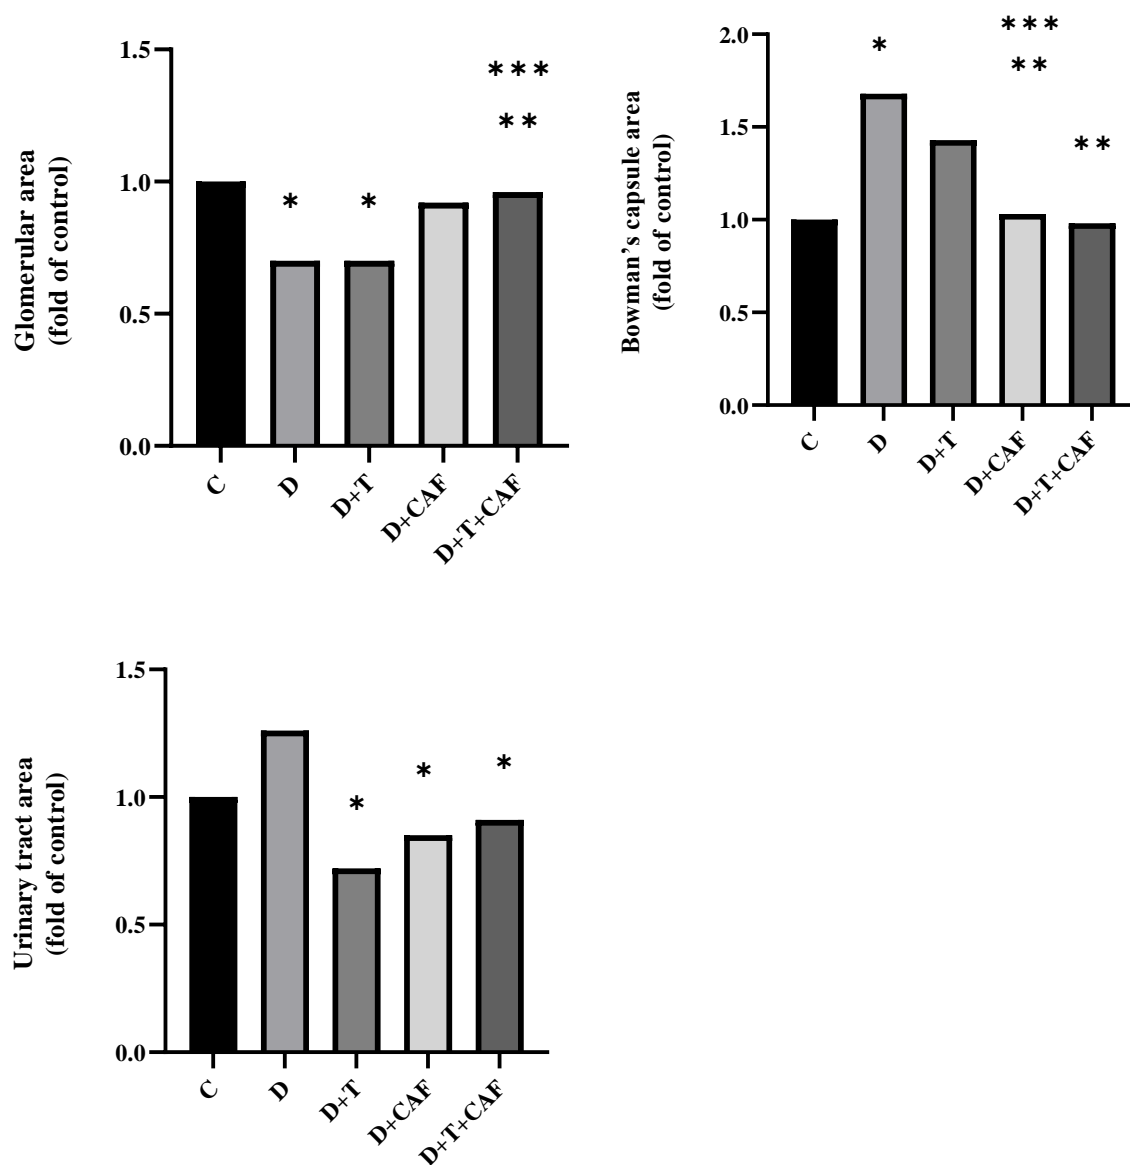 Glomerular area
(fold of control)
1.5
1.0
0.5
0.0
***
**
*
*
C
D
D+T
D+CAF
D+T+CAF
Bowman's capsule area
(fold of control)
2.0
1.5
1.0
0.5
0.0
*
***
**
**
C
D
D+T
D+CAF
D+T+CAF
Urinary tract area
(fold of control)
1.5
1.0
0.5
0.0
*
*
*
C
D
D+T
D+CAF
D+T+CAF